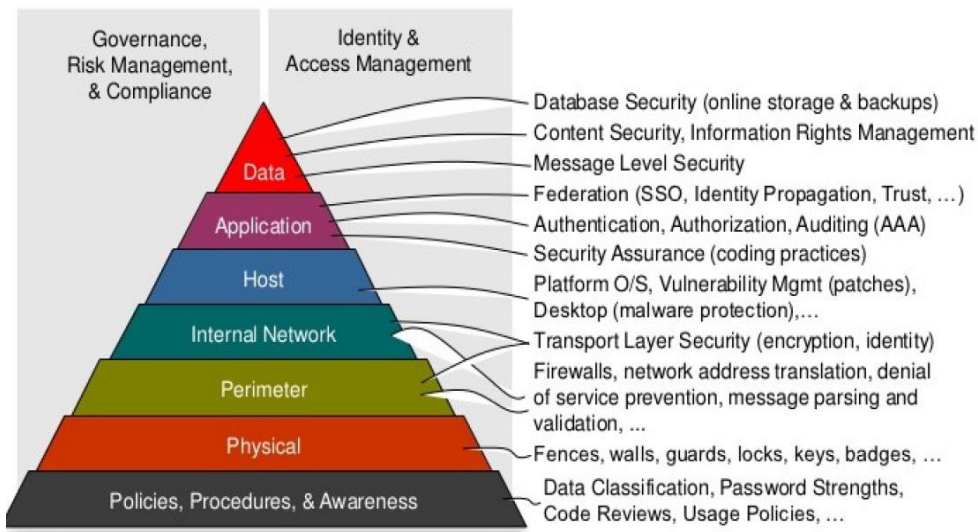 Governance,
Risk Management,
& Compliance
Identity &
Access Management
Data
Application
Host
Internal Network
Perimeter
Physical
Policies, Procedures, & Awareness
Database Security (online storage & backups)
Content Security, Information Rights Management
Message Level Security
Federation (SSO, Identity Propagation, Trust, …)
Authentication, Authorization, Auditing (AAA)
Security Assurance (coding practices)
Platform O/S, Vulnerability Mgmt (patches),
Desktop (malware protection),…
Transport Layer Security (encryption, identity)
Firewalls, network address translation, denial
of service prevention, message parsing and
validation, ...
Fences, walls, guards, locks, keys, badges, …
Data Classification, Password Strengths,
Code Reviews, Usage Policies, …